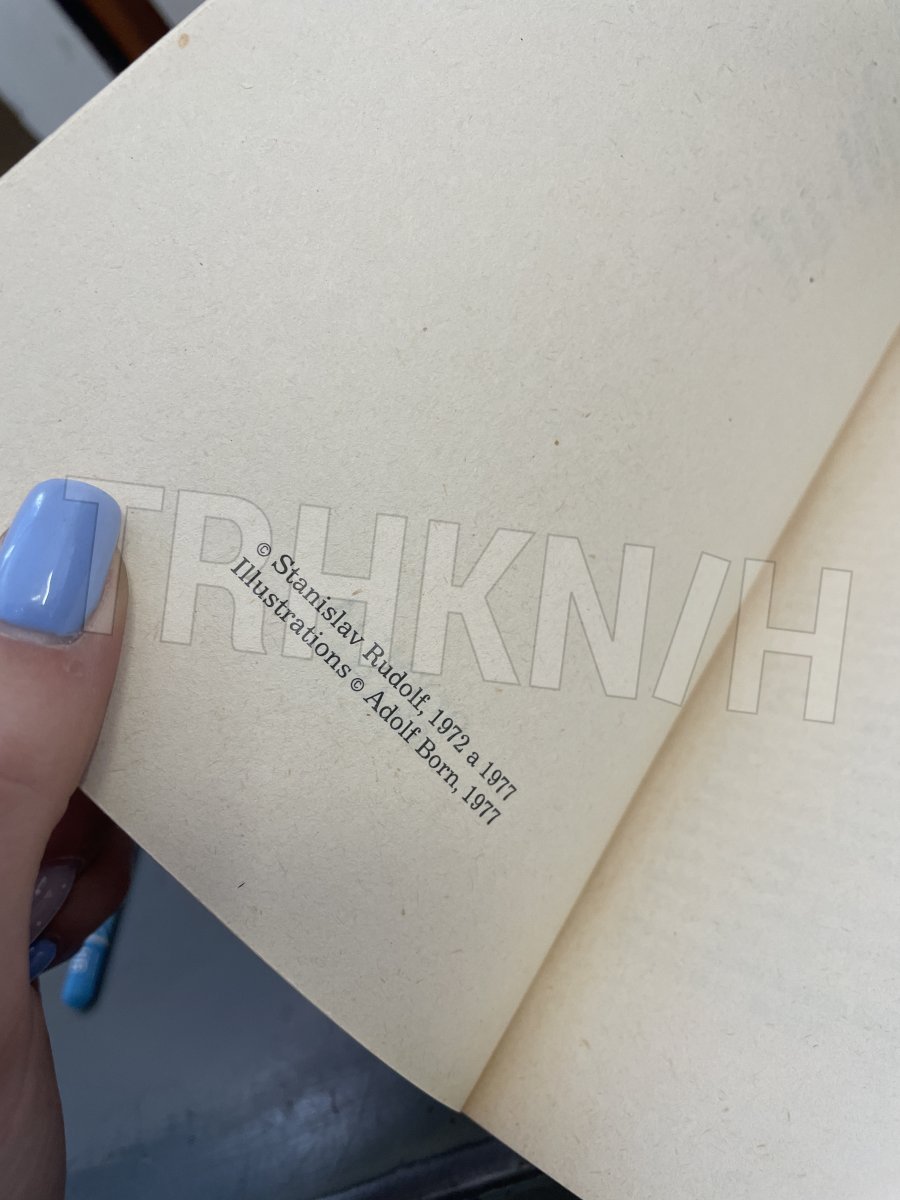 © Stanislav Rudolf, 1972 a 1977
Illustrations © Adolf Born, 1977
TRHKNIH